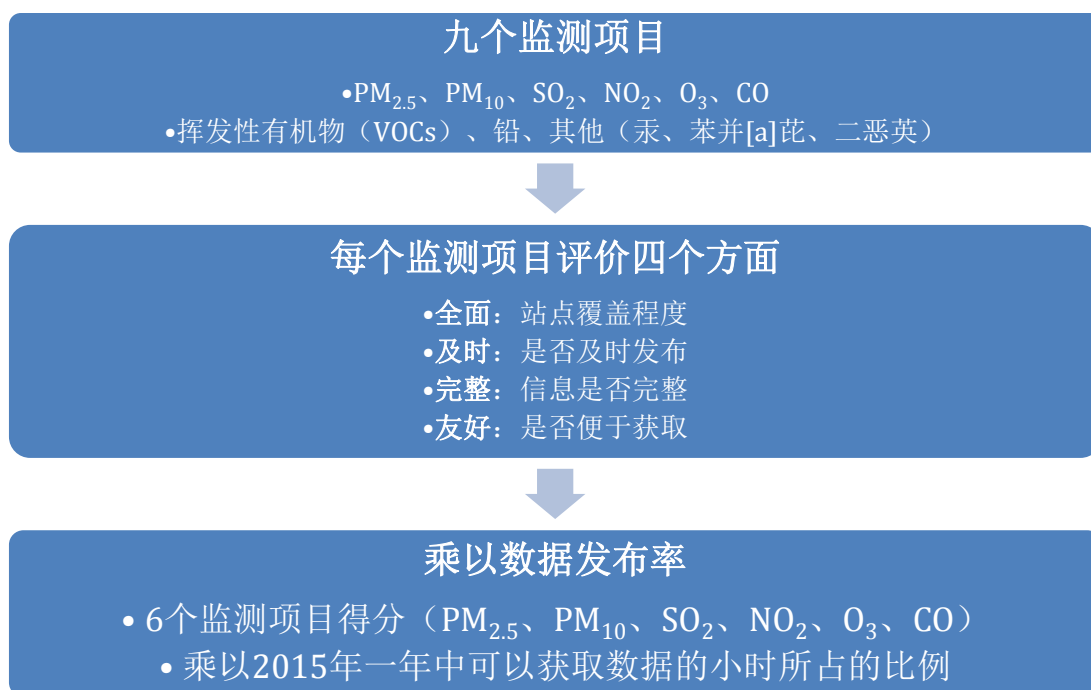 九个监测项目
•PM₂.₅、PM₁₀、SO₂、NO₂、O₃、CO
•挥发性有机物（VOCs）、铅、其他（汞、苯并[a]芘、二恶英）
每个监测项目评价四个方面
•全面：站点覆盖程度
•及时：是否及时发布
•完整：信息是否完整
•友好：是否便于获取
乘以数据发布率
• 6个监测项目得分（PM₂.₅、PM₁₀、SO₂、NO₂、O₃、CO）
• 乘以2015年一年中可以获取数据的小时所占的比例